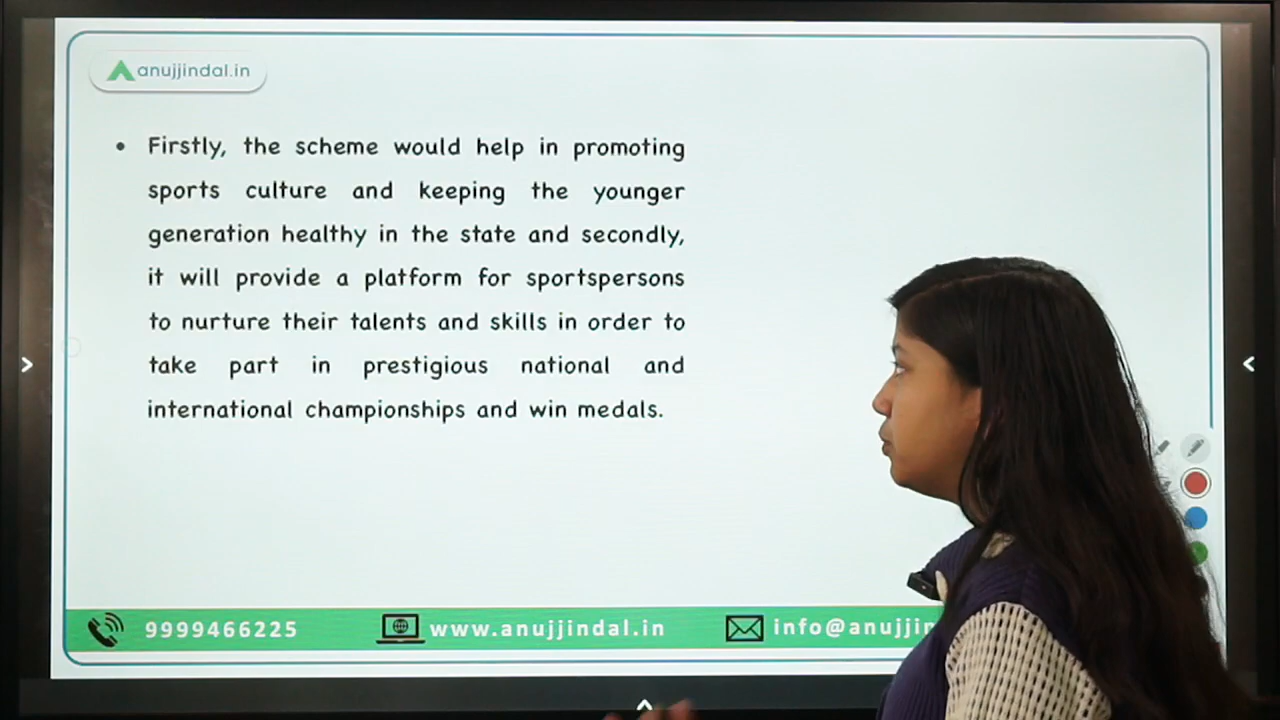 anujjindal.in
• Firstly, the scheme would help in promoting
sports culture and keeping the younger
generation healthy in the state and secondly,
it will provide a platform for sportspersons
to nurture their talents and skills in order to
take part in prestigious national and
international championships and win medals.
9999466225 www.anujjindal.in info@anujjin